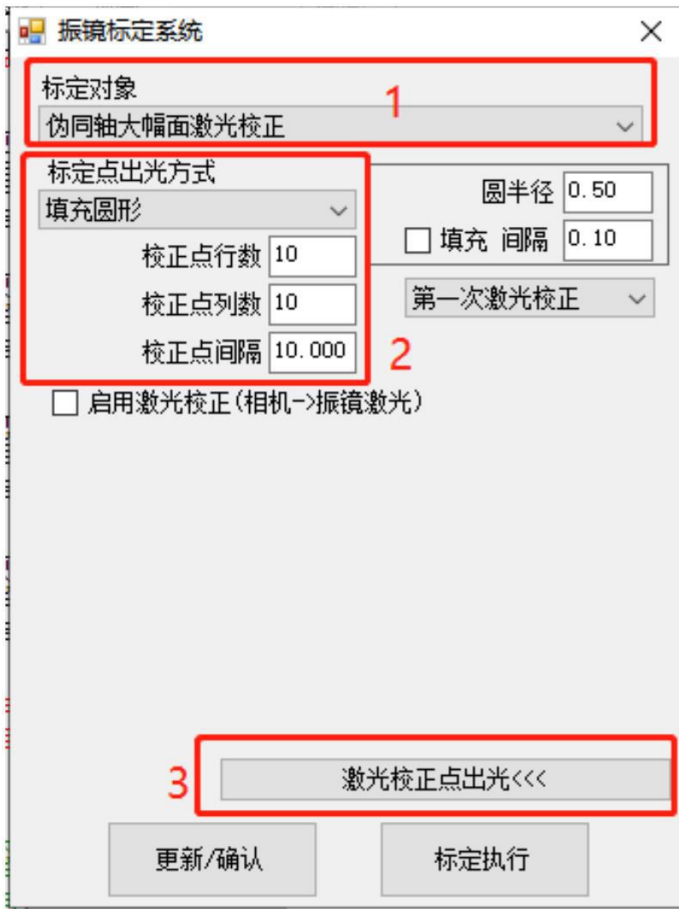 振镜标定系统
标定对象
1
伪同轴大幅面激光校正
标定点出光方式
填充圆形
圆半径 0.50
填充 间隔 0.10
校正点行数 10
校正点列数 10
第一次激光校正
校正点间隔 10.000
2
启用激光校正(相机->振镜激光)
3
激光校正点出光<<<
更新/确认
标定执行